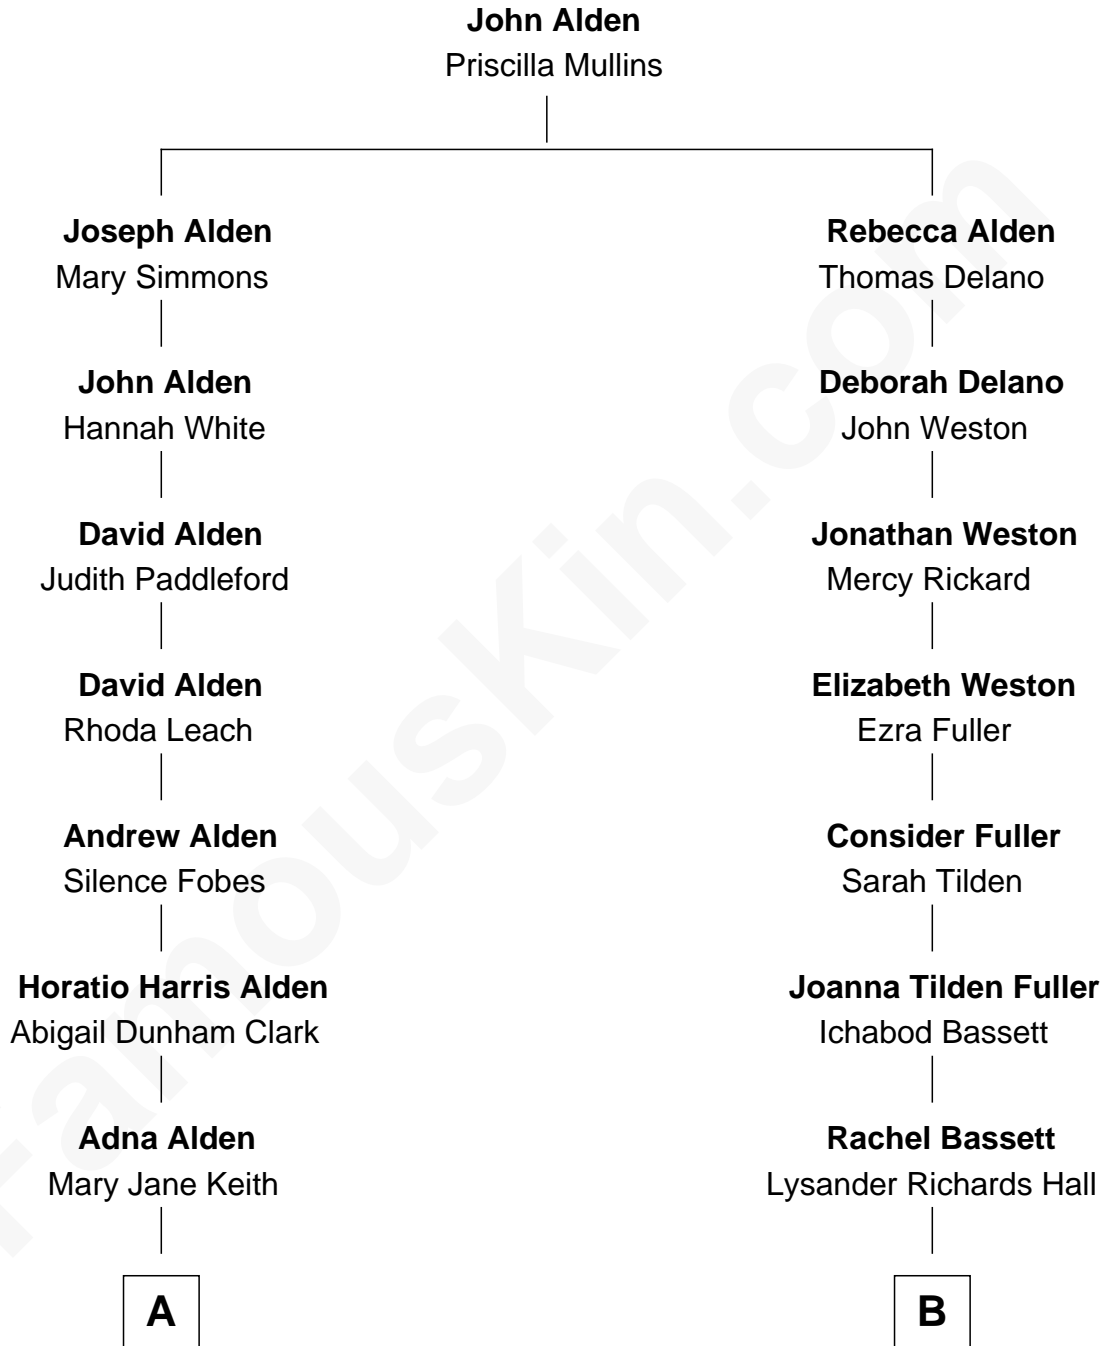 John Alden
Priscilla Mullins
Joseph Alden
Mary Simmons
Rebecca Alden
Thomas Delano
John Alden
Hannah White
Deborah Delano
John Weston
David Alden
Judith Paddleford
Jonathan Weston
Mercy Rickard
David Alden
Rhoda Leach
Elizabeth Weston
Ezra Fuller
Andrew Alden
Silence Fobes
Consider Fuller
Sarah Tilden
Horatio Harris Alden
Abigail Dunham Clark
Joanna Tilden Fuller
Ichabod Bassett
Adna Alden
Mary Jane Keith
Rachel Bassett
Lysander Richards Hall
A
B
FamousKin.com